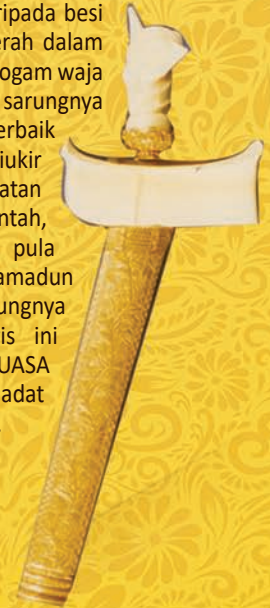 ripada besi
erah dalam
ogam waja
sarungnya
erbaik
iukir
atan
ntah,
pula
amadun
ungnya
is ini
UASA
adat